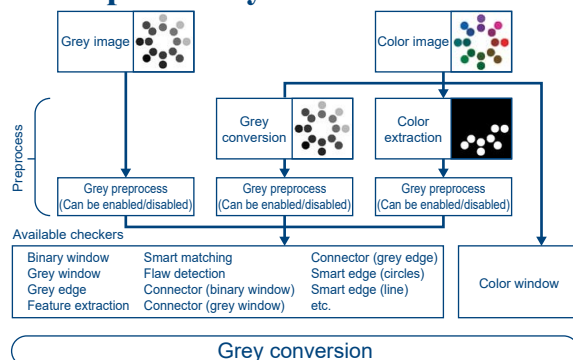 Grey image
Color image
Grey
conversion
Color
extraction
Preprocess
Grey preprocess
(Can be enabled/disabled)
Grey preprocess
(Can be enabled/disabled)
Grey preprocess
(Can be enabled/disabled)
Available checkers
Binary window
Grey window
Grey edge
Feature extraction
Smart matching
Flaw detection
Connector (binary window)
Connector (grey window)
Connector (grey edge)
Smart edge (circles)
Smart edge (line)
etc.
Color window
Grey conversion